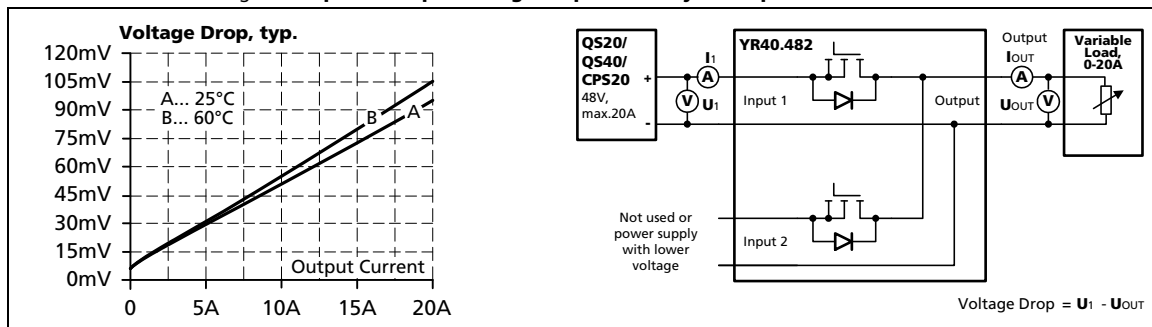 Voltage Drop, typ.
120mV
105mV
90mV
75mV
60mV
45mV
30mV
15mV
0mV
A... 25°C
B... 60°C
B
A
Output Current
0
5A
10A
15A
20A
QS20/
QS40/
CPS20
48V,
max.20A
+
-
I1
A
V
U1
YR40.482
Input 1
Output
Input 2
Not used or
power supply
with lower
voltage
Output
IOUT
A
UOUT
V
Variable
Load,
0-20A
Voltage Drop = U1 - UOUT